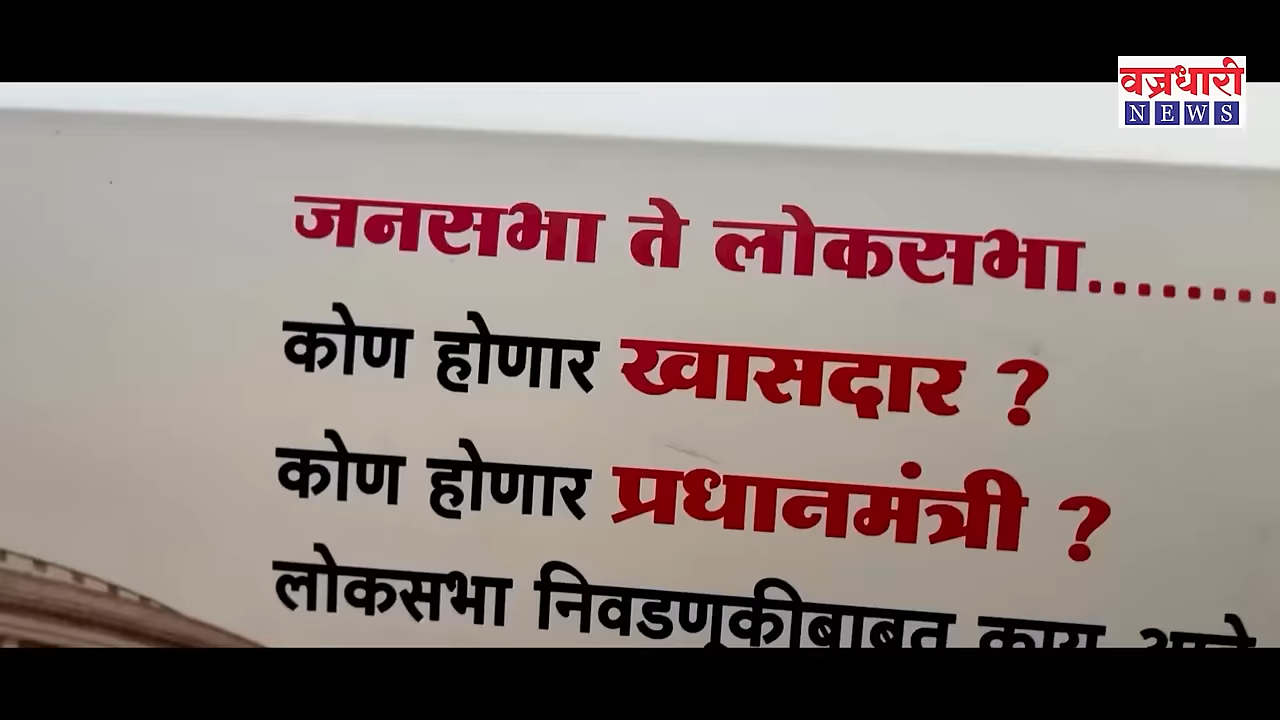 वज्रधारी
NEWS
जनसभा ते लोकसभा........
कोण होणार खासदार ?
कोण होणार प्रधानमंत्री ?
लोकसभा निवडणूकीबाबत काय